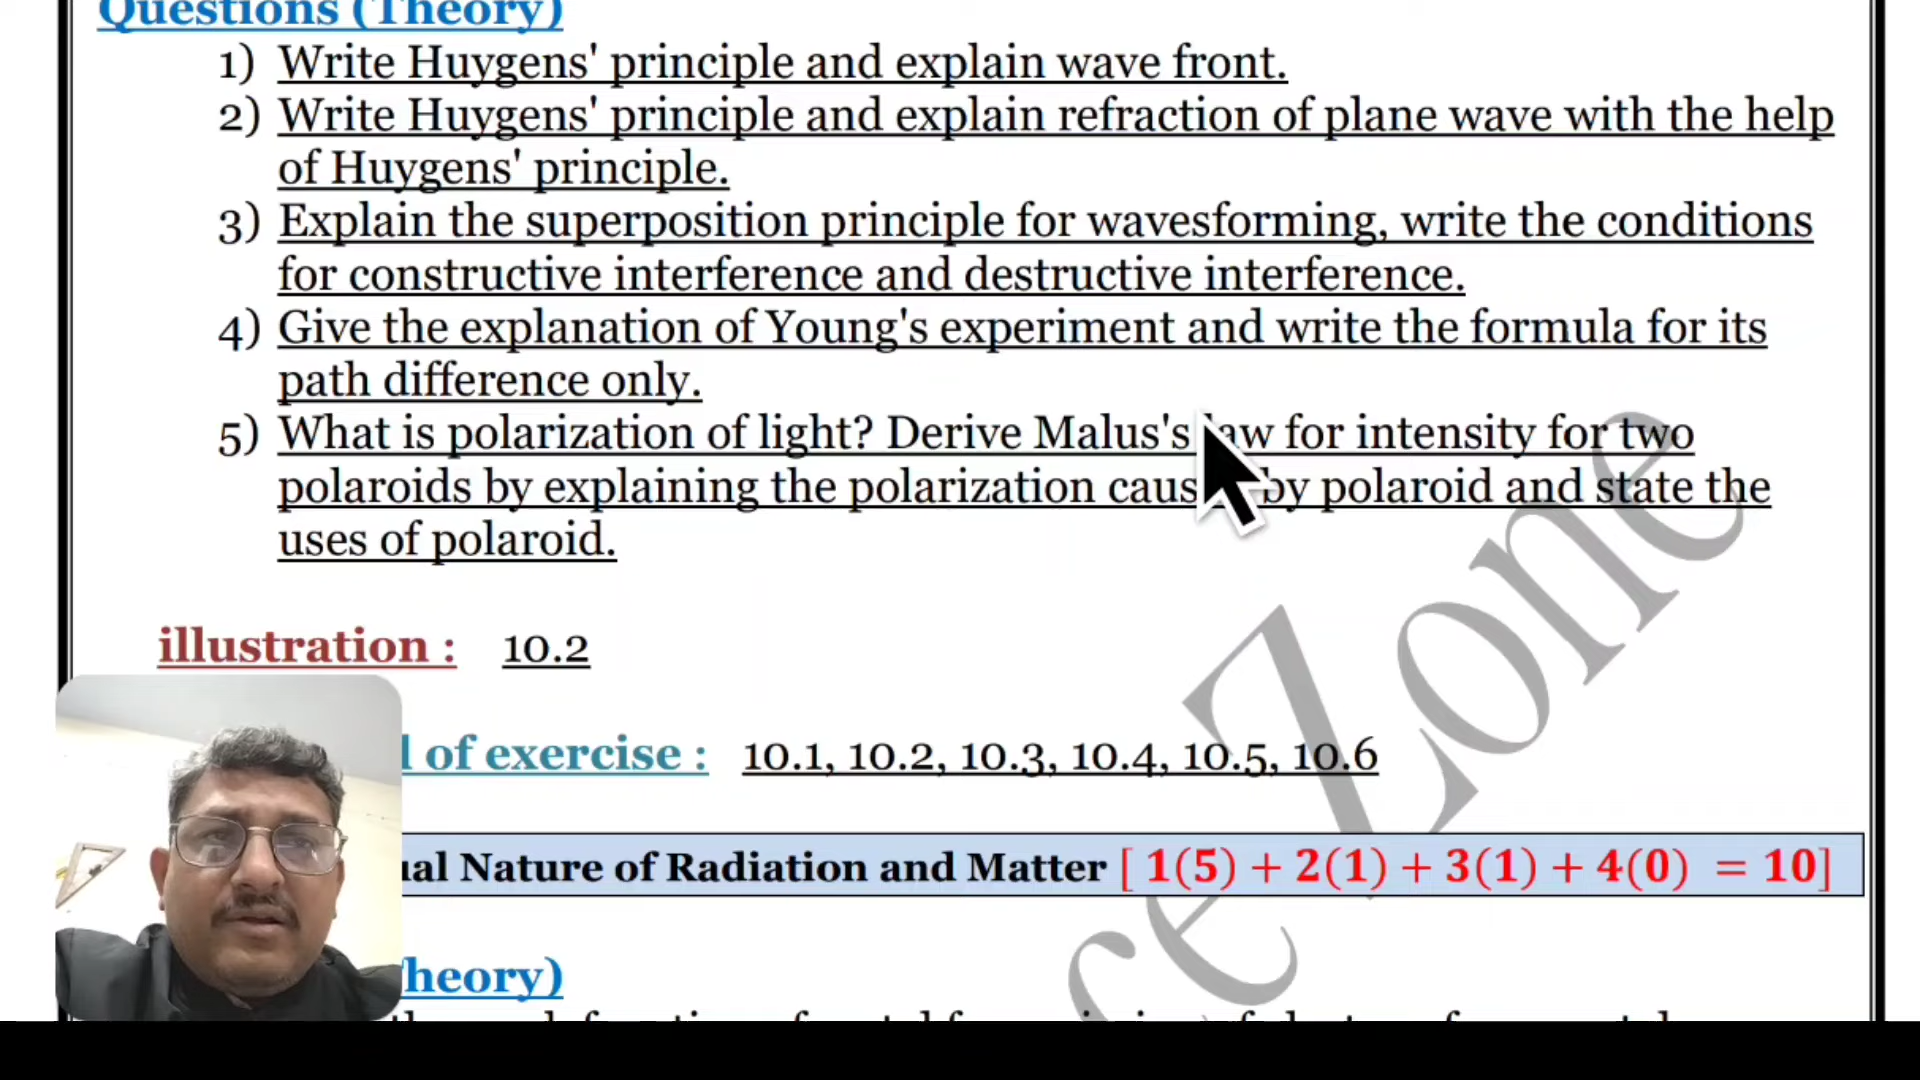 Questions (Theory)
1) Write Huygens' principle and explain wave front.
2) Write Huygens' principle and explain refraction of plane wave with the help
of Huygens' principle.
3) Explain the superposition principle for wavesforming, write the conditions
for constructive interference and destructive interference.
4) Give the explanation of Young's experiment and write the formula for its
path difference only.
5) What is polarization of light? Derive Malus's law for intensity for two
polaroids by explaining the polarization by polaroid and state the
uses of polaroid.
illustration : 10.2
of exercise : 10.1, 10.2, 10.3, 10.4, 10.5, 10.6
Nature of Radiation and Matter [ 1(5) + 2(1) + 3(1) + 4(0) = 10]
Theory)
Zone